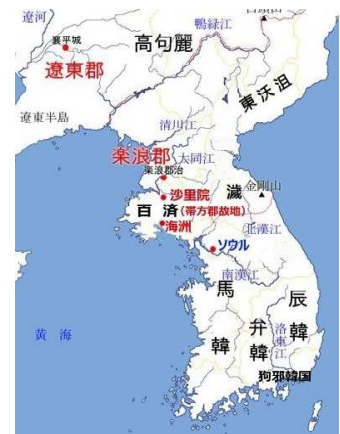 遼河
鴨緑江
高句麗
襄平城
遼東郡
東沃沮
遼東半島
清川江
楽浪郡
大同江
楽浪郡治
沙里院
濊
金剛山
百済(帯方郡故地)
海洲
北漢江
ソウル
南漢江
馬韓
辰韓
弁韓
洛東江
黄海
狗邪韓国